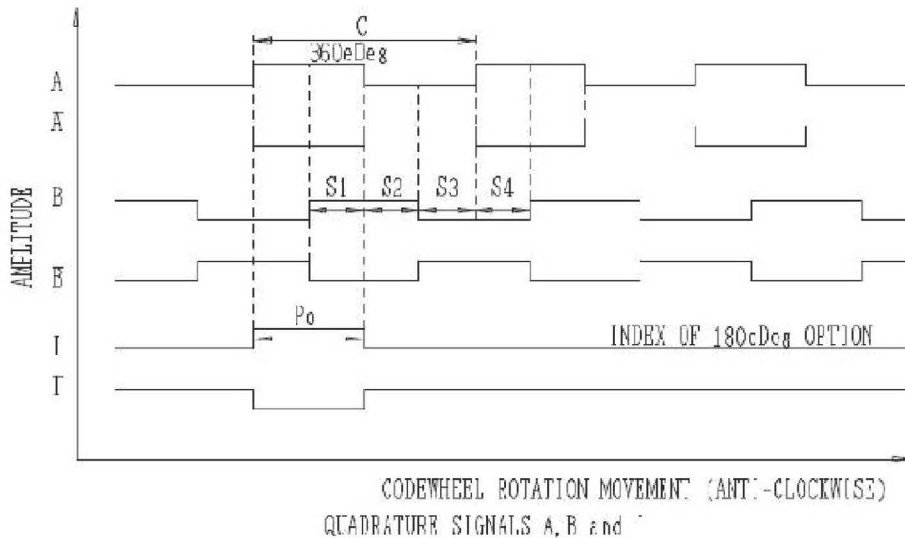 C
360eDeg
A
A̅
B
S1 S2 S3 S4
AMPLITUDE
B̅
Po
I
INDEX OF 180eDeg OPTION
I̅
CODEWHEEL ROTATION MOVEMENT (ANTI-CLOCKWISE)
QUADRATURE SIGNALS A, B and